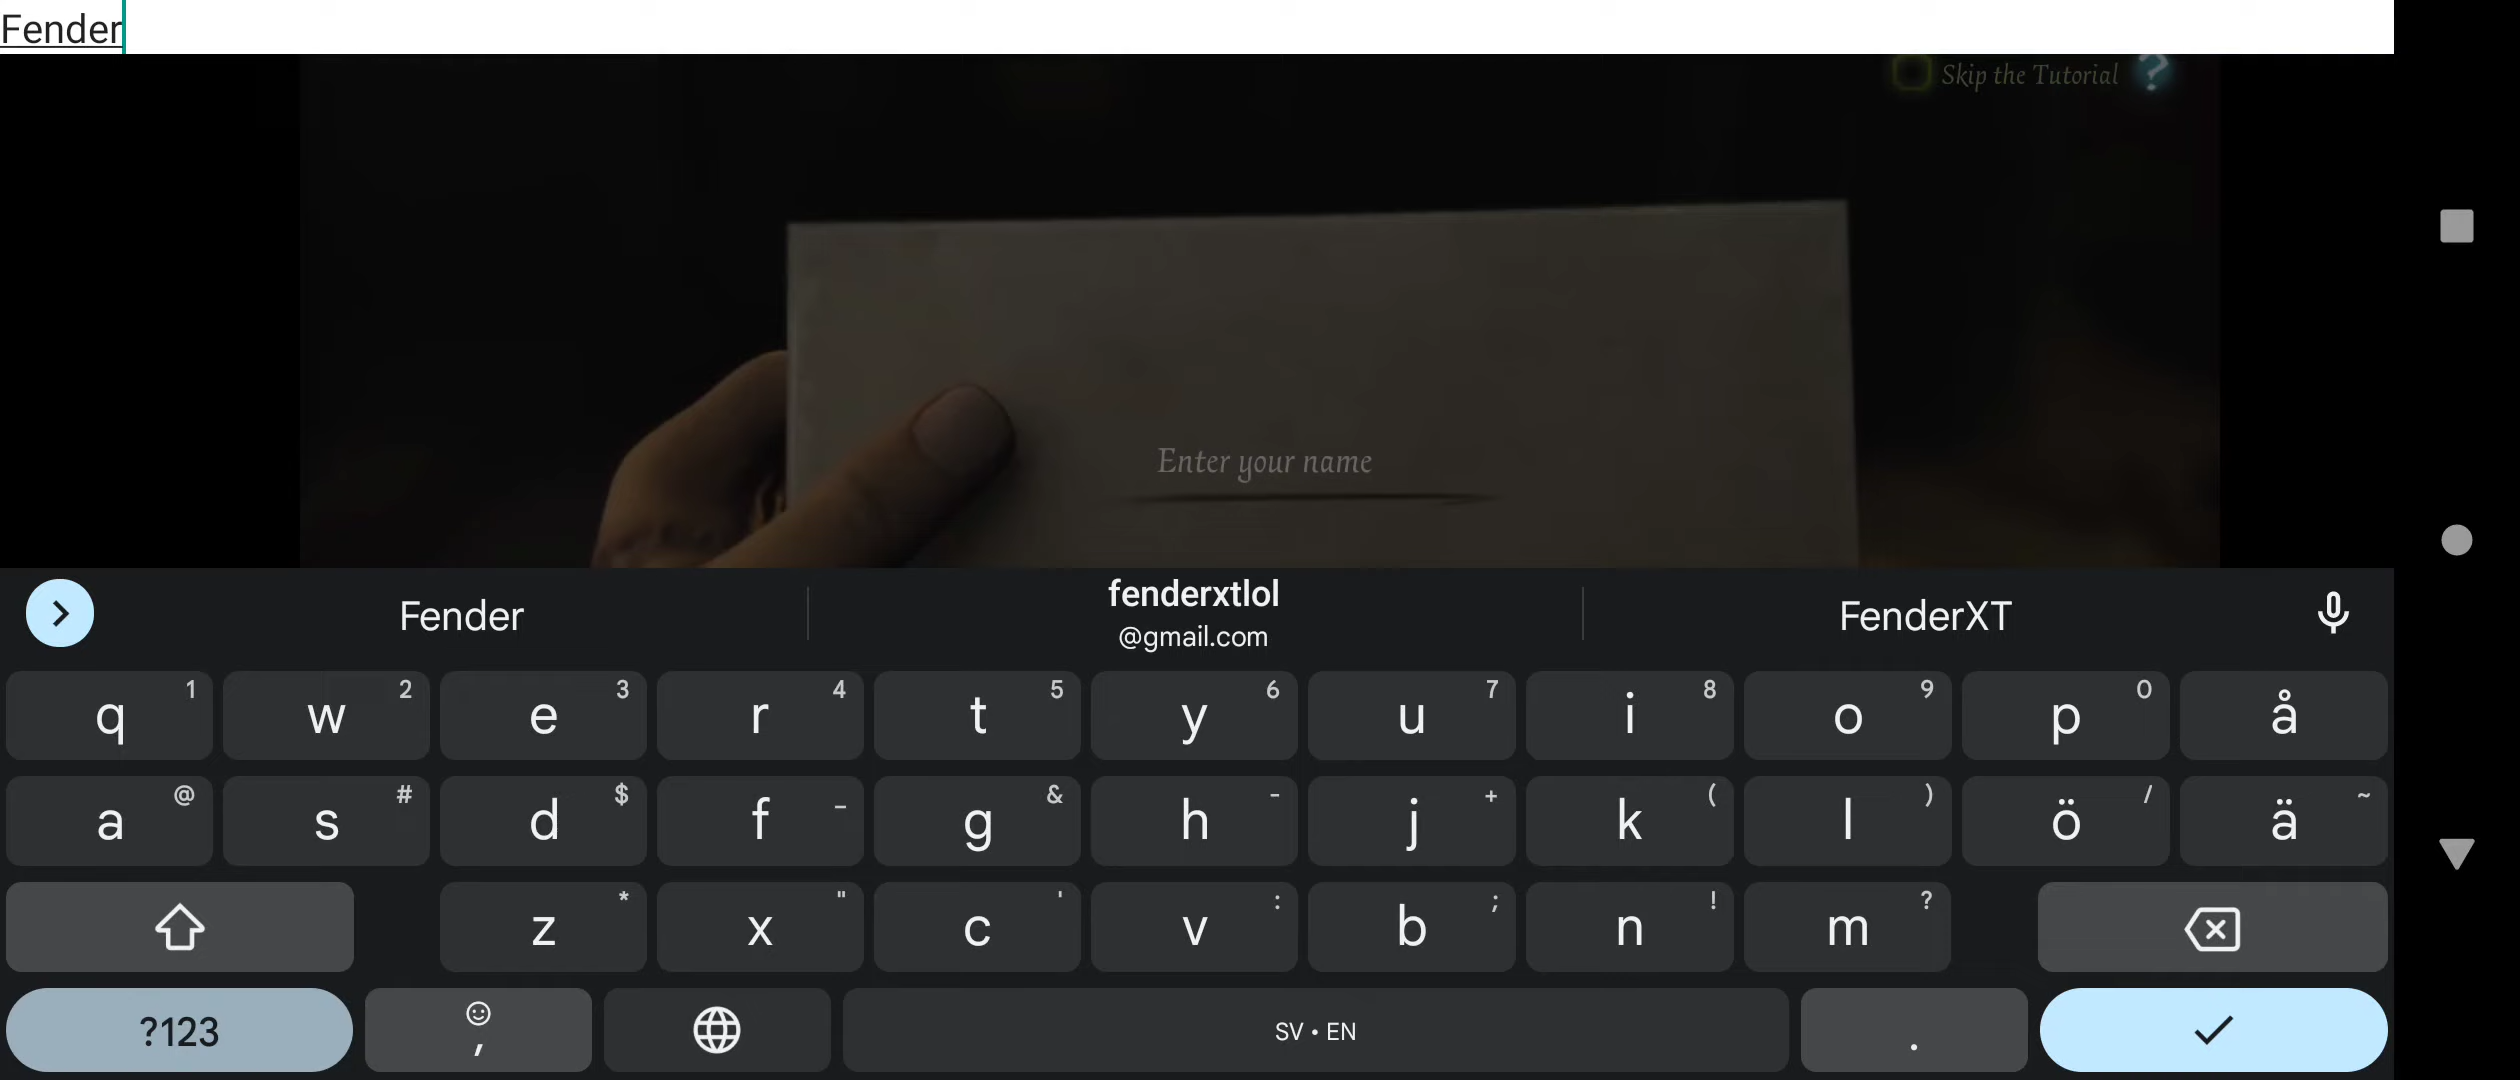 Fender
Skip the Tutorial ?
Enter your name
Fender
fenderxtlol
@gmail.com
FenderXT
q 1 w 2 e 3 r 4 t 5 y 6 u 7 i 8 o 9 p 0 å
a @ s # d $ f _ g & h - j + k ( l ) ö / ä ~
z * x " c ' v : b ; n ! m ?
?123 , SV • EN .